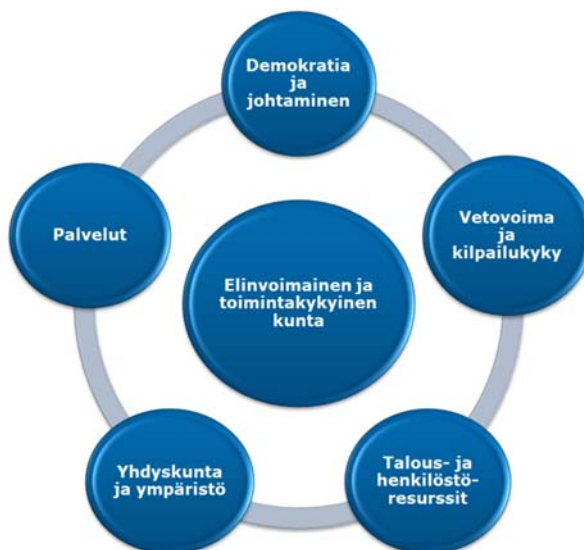 Demokratia
ja
johtaminen
Vetovoima
ja
kilpailukyky
Talous- ja
henkilöstö-
resurssit
Yhdyskunta
ja ympäristö
Palvelut
Elinvoimainen ja
toimintakykyinen
kunta